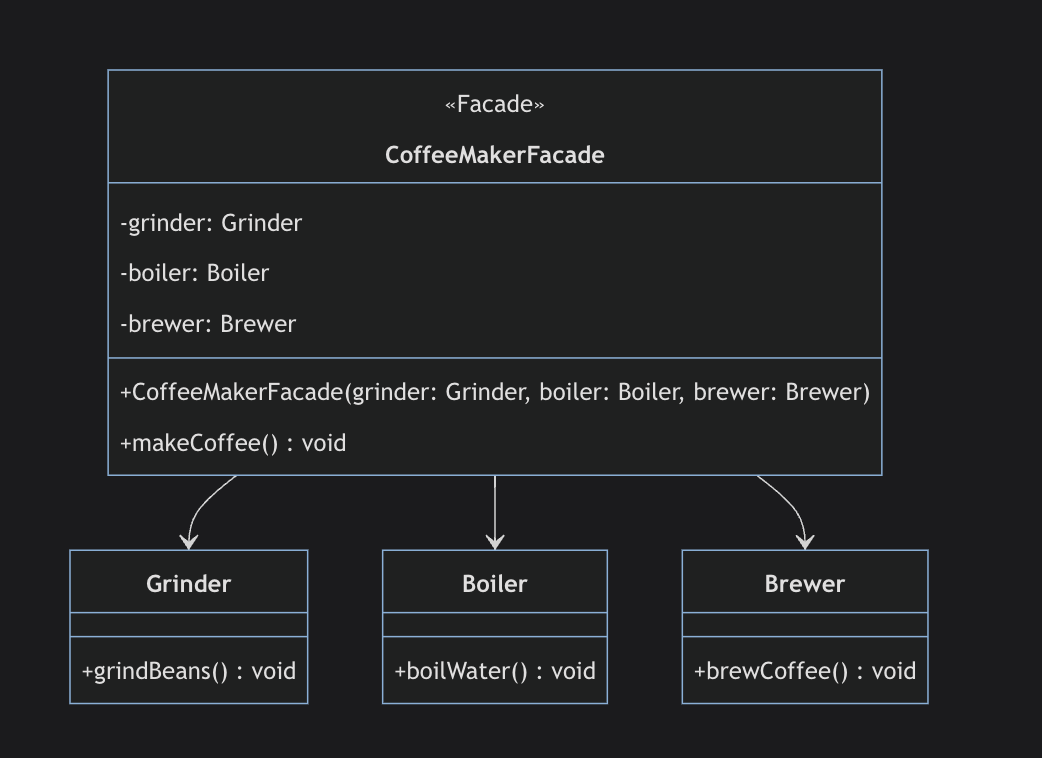 «Facade»
CoffeeMakerFacade
-grinder: Grinder
-boiler: Boiler
-brewer: Brewer
+CoffeeMakerFacade(grinder: Grinder, boiler: Boiler, brewer: Brewer)
+makeCoffee() : void
Grinder
+grindBeans() : void
Boiler
+boilWater() : void
Brewer
+brewCoffee() : void